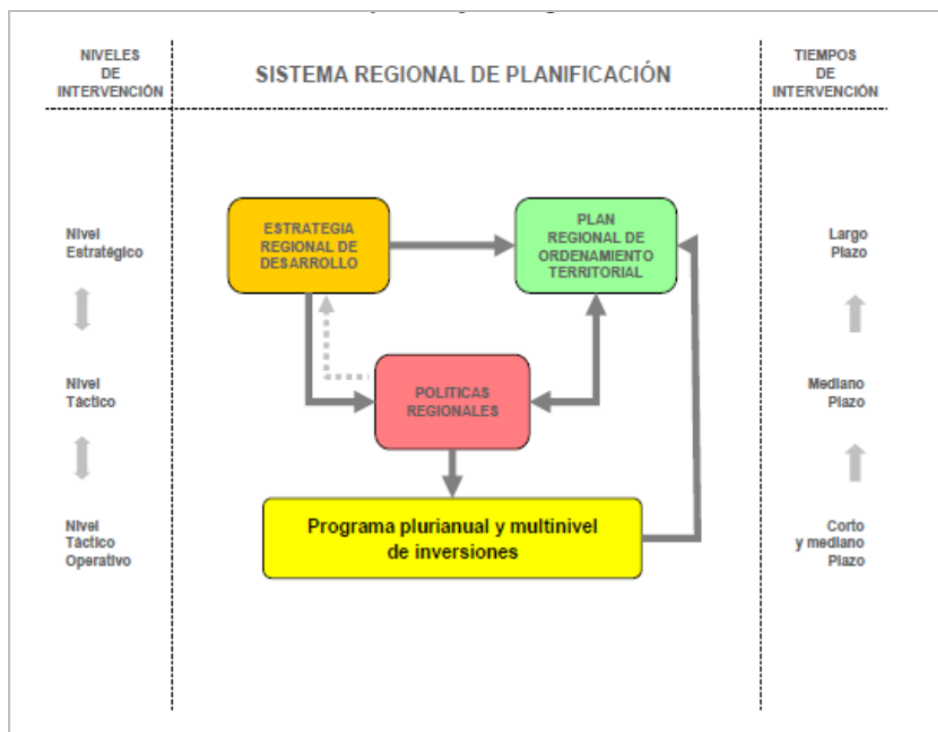 NIVELES
DE
INTERVENCIÓN
SISTEMA REGIONAL DE PLANIFICACIÓN
TIEMPOS
DE
INTERVENCIÓN
Nivel
Estratégico
ESTRATEGIA
REGIONAL DE
DESARROLLO
PLAN
REGIONAL DE
ORDENAMIENTO
TERRITORIAL
Largo
Plazo
Nivel
Táctico
POLITICAS
REGIONALES
Mediano
Plazo
Nivel
Táctico
Operativo
Programa plurianual y multinivel
de inversiones
Corto
y mediano
Plazo